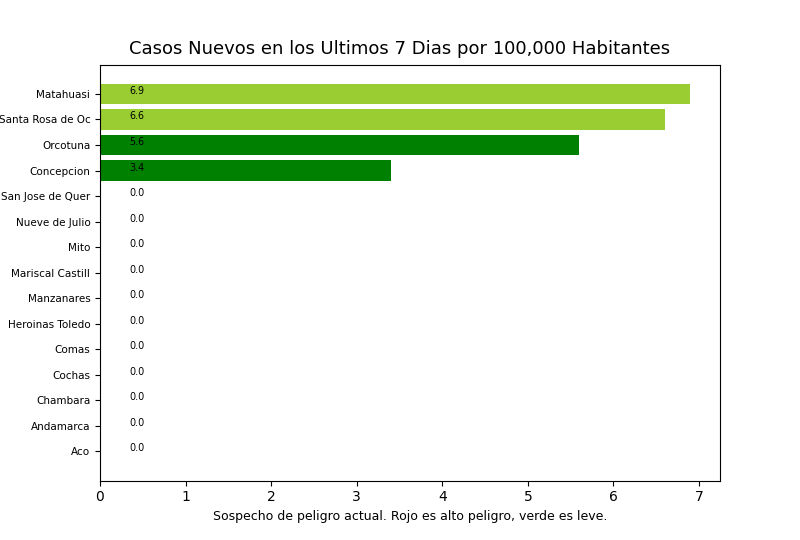 Casos Nuevos en los Ultimos 7 Dias por 100,000 Habitantes
Matahuasi 6.9
Santa Rosa de Oc 6.6
Orcotuna 5.6
Concepcion 3.4
San Jose de Quer 0.0
Nueve de Julio 0.0
Mito 0.0
Mariscal Castill 0.0
Manzanares 0.0
Heroinas Toledo 0.0
Comas 0.0
Cochas 0.0
Chambara 0.0
Andamarca 0.0
Aco 0.0
0 1 2 3 4 5 6 7
Sospecho de peligro actual. Rojo es alto peligro, verde es leve.